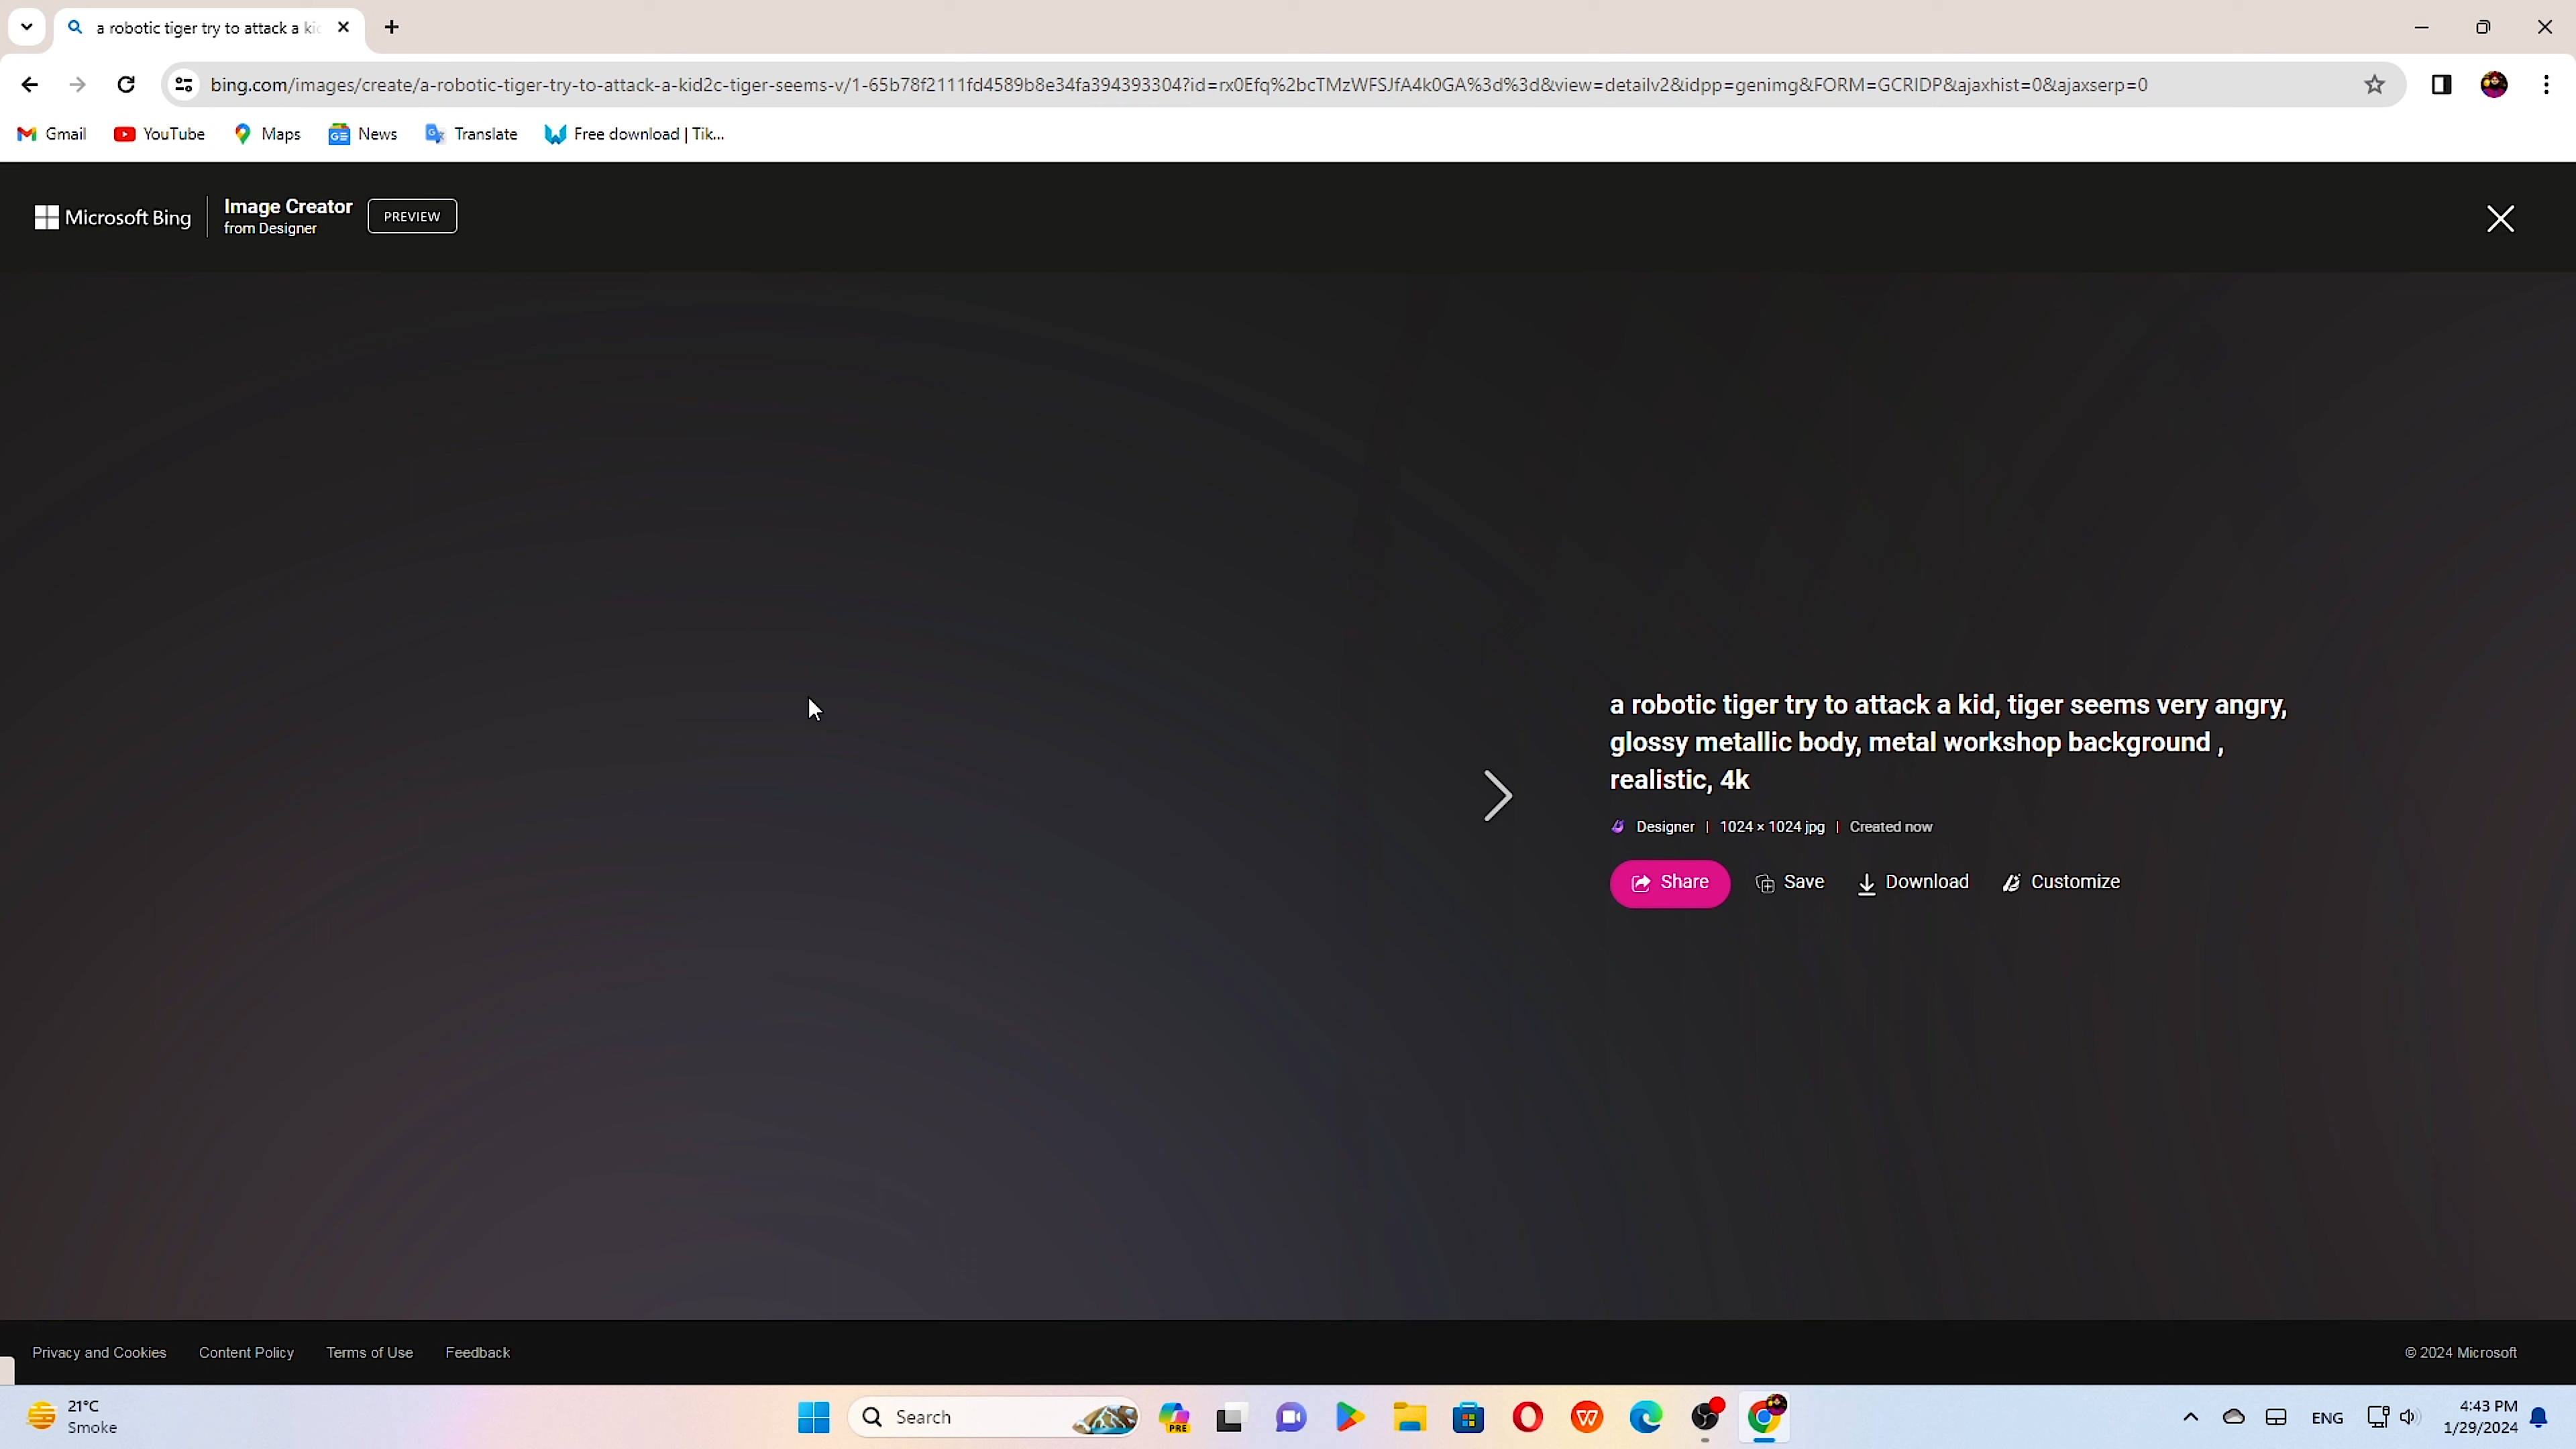 a robotic tiger try to attack a ki
bing.com/images/create/a-robotic-tiger-try-to-attack-a-kid2c-tiger-seems-v/1-65b78f2111fd4589b8e34fa394393304?id=rx0Efq%2bcTMzWFSJfA4k0GA%3d%3d&view=detailv2&idpp=genimg&FORM=GCRIDP&ajaxhist=0&ajaxserp=0
Gmail YouTube Maps News Translate Free download | Tik...
Microsoft Bing
Image Creator
from Designer
PREVIEW
a robotic tiger try to attack a kid, tiger seems very angry,
glossy metallic body, metal workshop background ,
realistic, 4k
Designer | 1024 × 1024 jpg | Created now
Share Save Download Customize
Privacy and Cookies Content Policy Terms of Use Feedback
© 2024 Microsoft
21°C
Smoke
Search
PRE
ENG
4:43 PM
1/29/2024